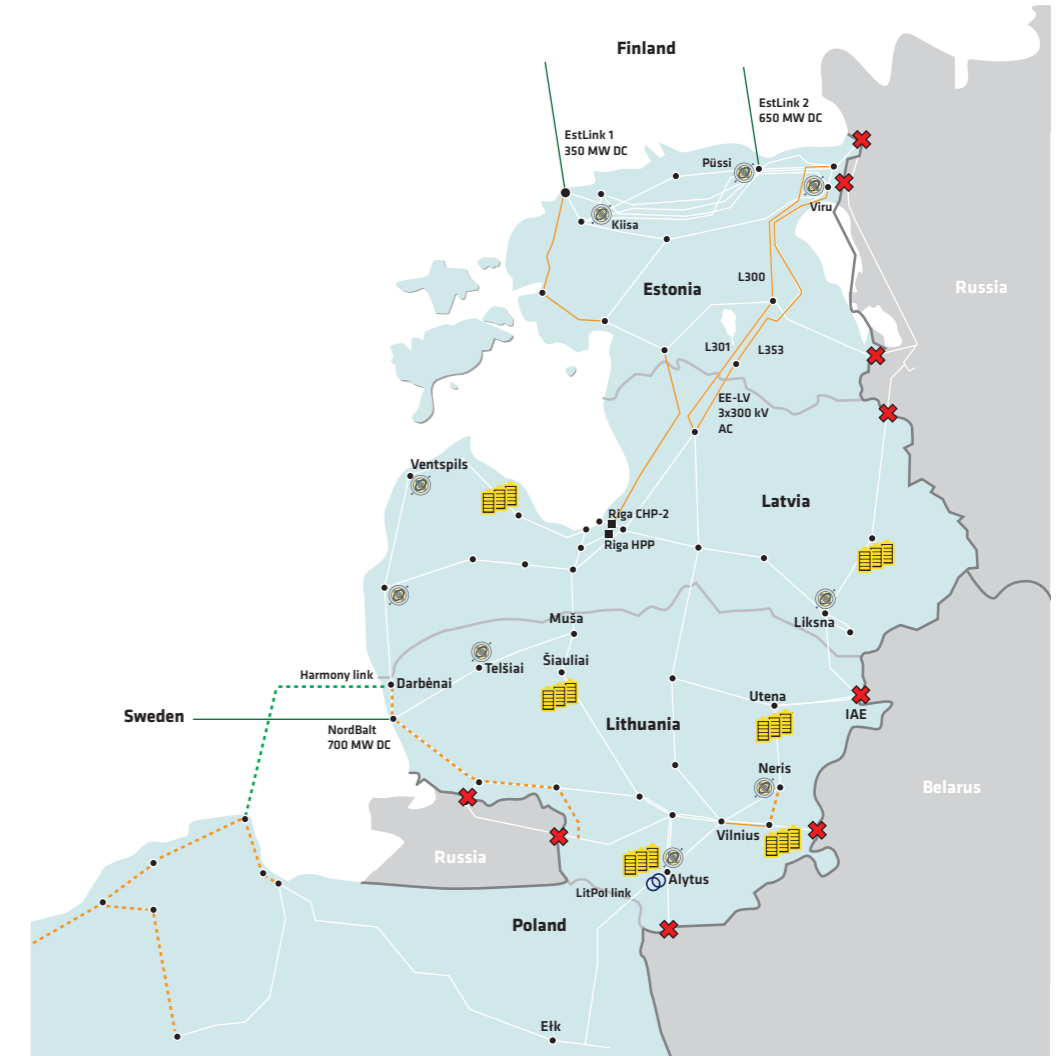 Finland
EstLink 2
650 MW DC
EstLink 1
350 MW DC
Püssi
Viru
Kiisa
L300
Estonia
Russia
L301
L353
EE-LV
3x300 kV
AC
Ventspils
Latvia
Riga CHP-2
Riga HPP
Liksna
Muša
Šiauliai
Telšiai
Harmony link
Darbėnai
Utena
IAE
Sweden
Lithuania
NordBalt
700 MW DC
Neris
Belarus
Vilnius
Russia
Alytus
LitPol link
Poland
Ełk